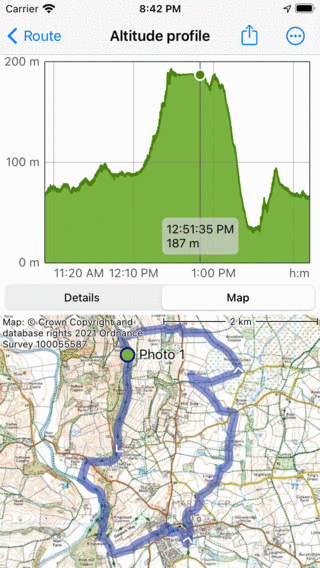 Carrier 8:42 PM
Route Altitude profile
200 m
100 m
12:51:35 PM
187 m
0 m
11:20 AM 12:10 PM 1:00 PM h:m
Details Map
Map: © Crown Copyright and
database rights 2021 Ordnance
Survey 100055587
2 km
Photo 1